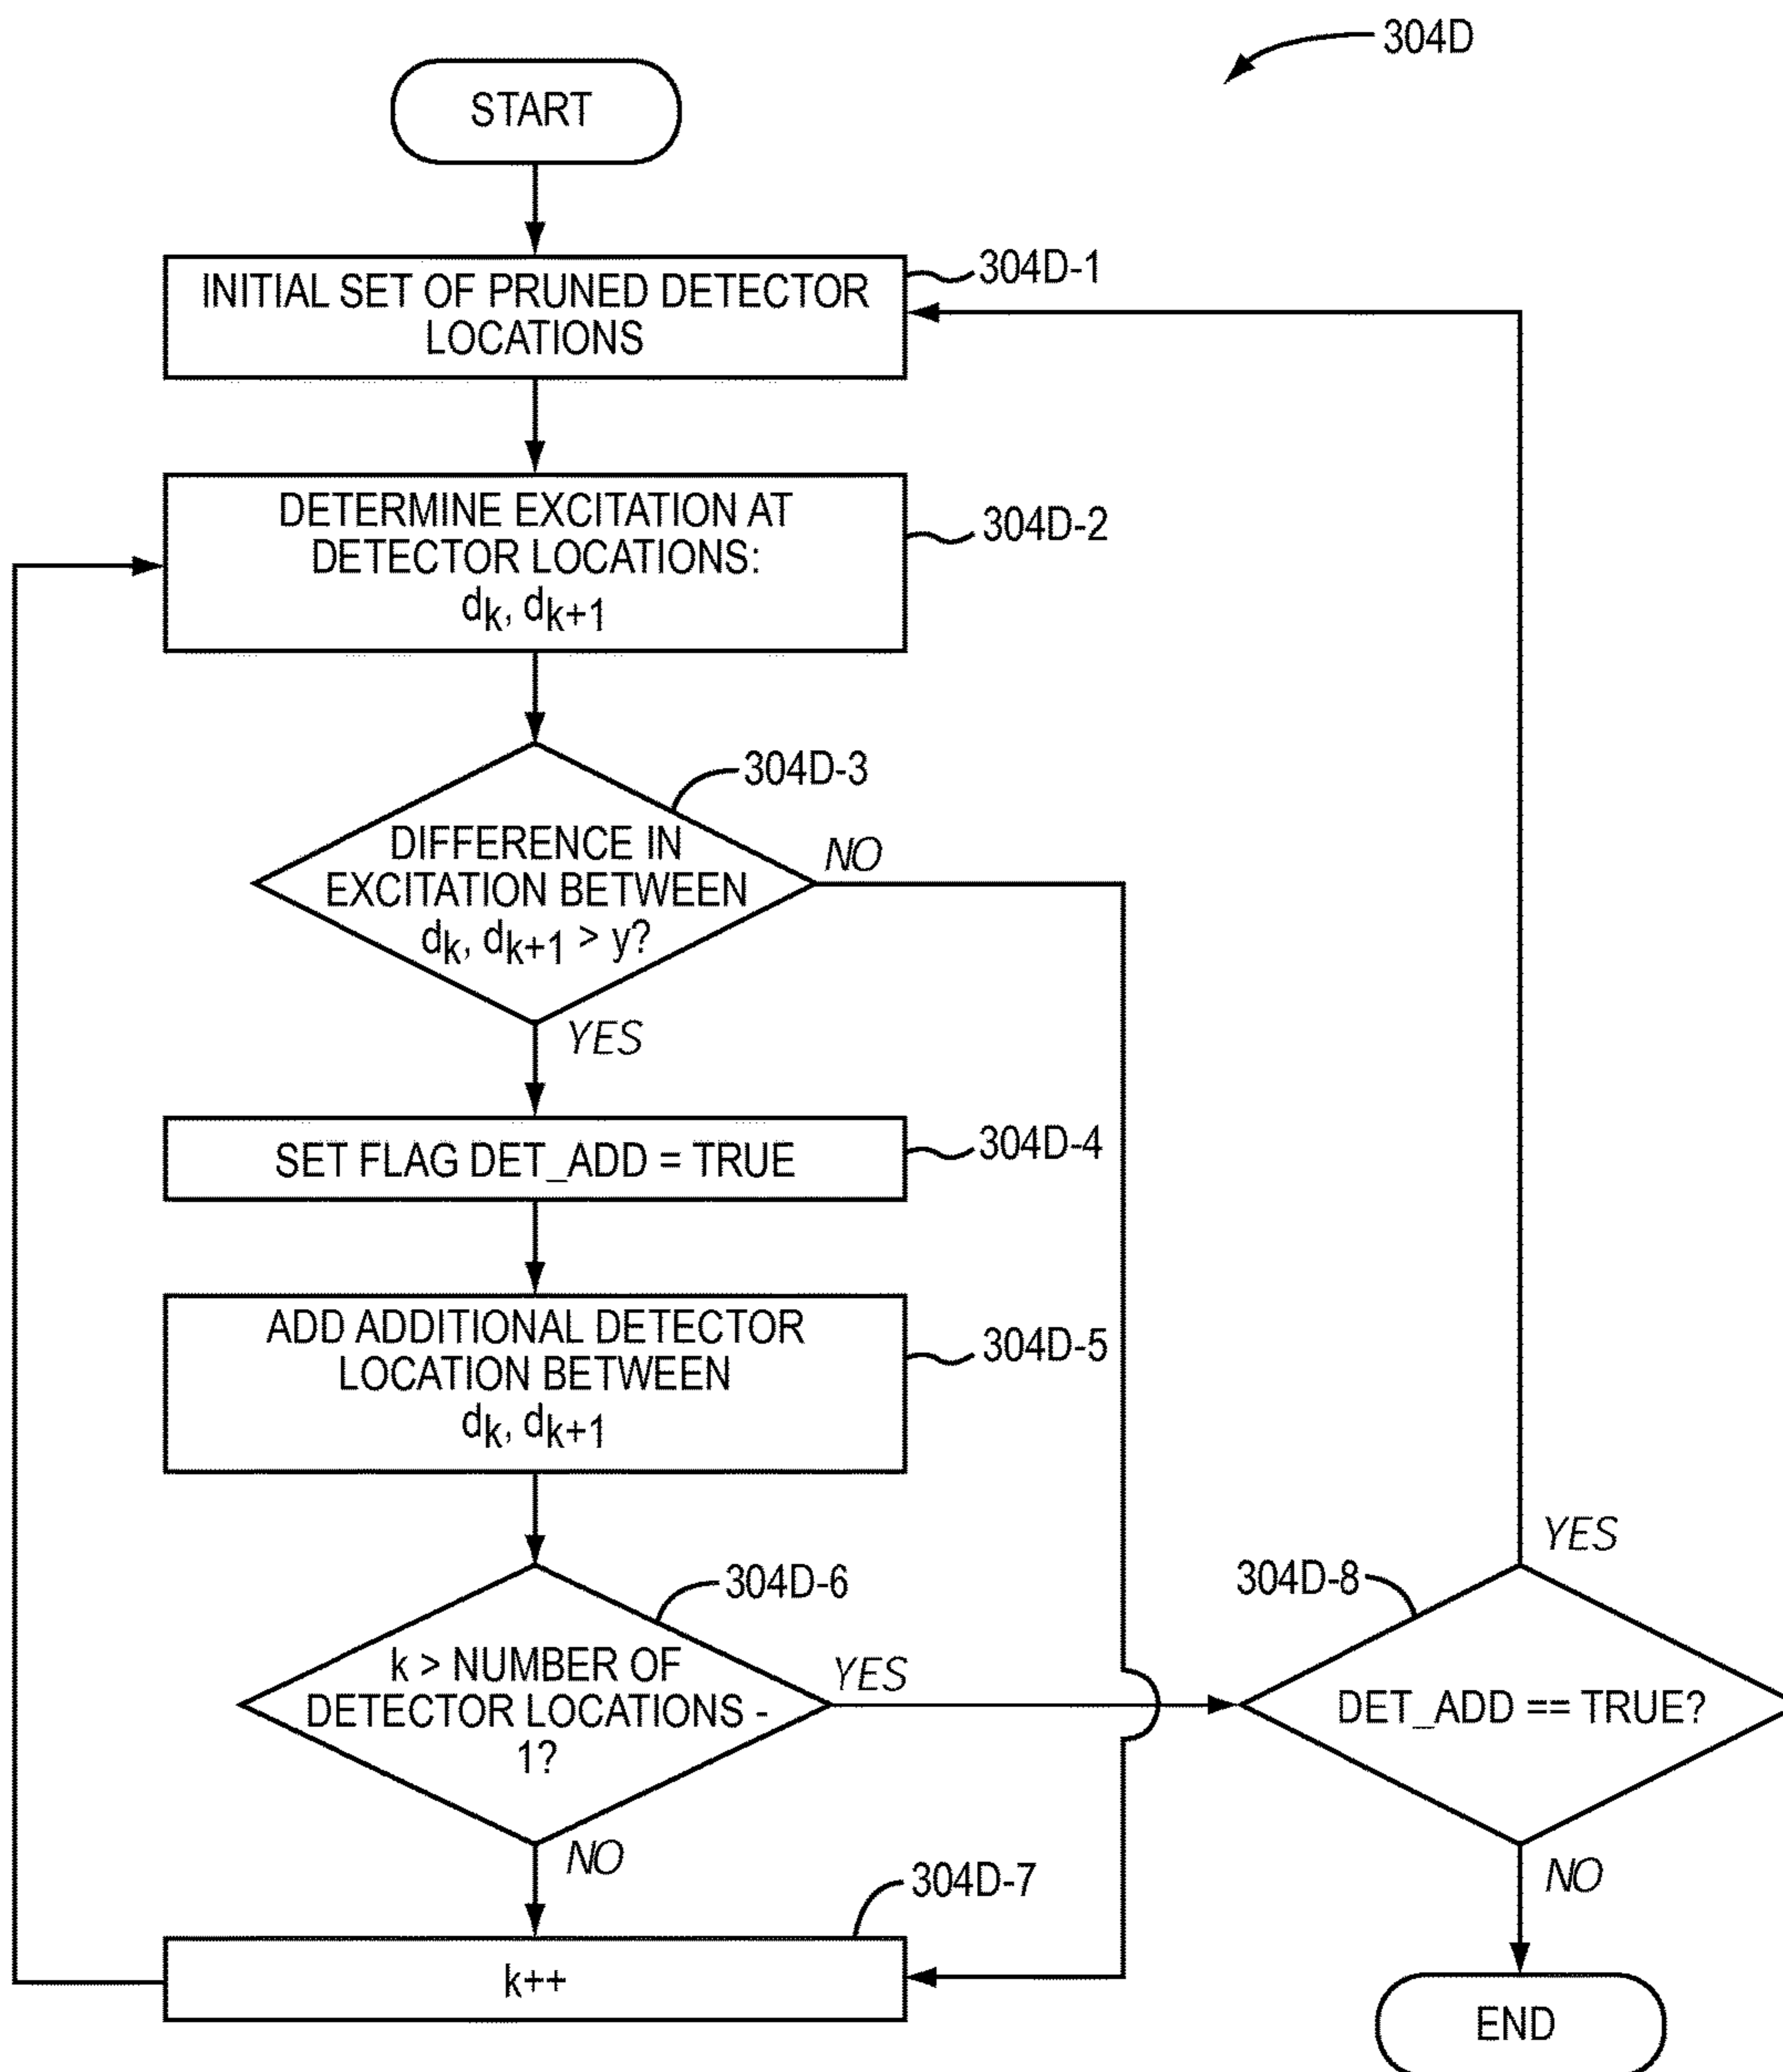 304D
START
INITIAL SET OF PRUNED DETECTOR
LOCATIONS
304D-1
DETERMINE EXCITATION AT
DETECTOR LOCATIONS:
dk, dk+1
304D-2
304D-3
DIFFERENCE IN
EXCITATION BETWEEN
dk, dk+1 > y?
NO
YES
SET FLAG DET_ADD = TRUE
304D-4
ADD ADDITIONAL DETECTOR
LOCATION BETWEEN
dk, dk+1
304D-5
304D-6
k > NUMBER OF
DETECTOR LOCATIONS -
1?
YES
NO
304D-7
k++
304D-8
YES
DET_ADD == TRUE?
NO
END